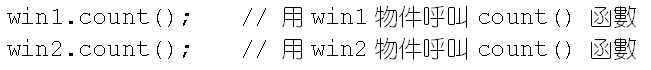 win1.count();   // 用 win1 物件呼叫 count() 函數
win2.count();   // 用 win2 物件呼叫 count() 函數